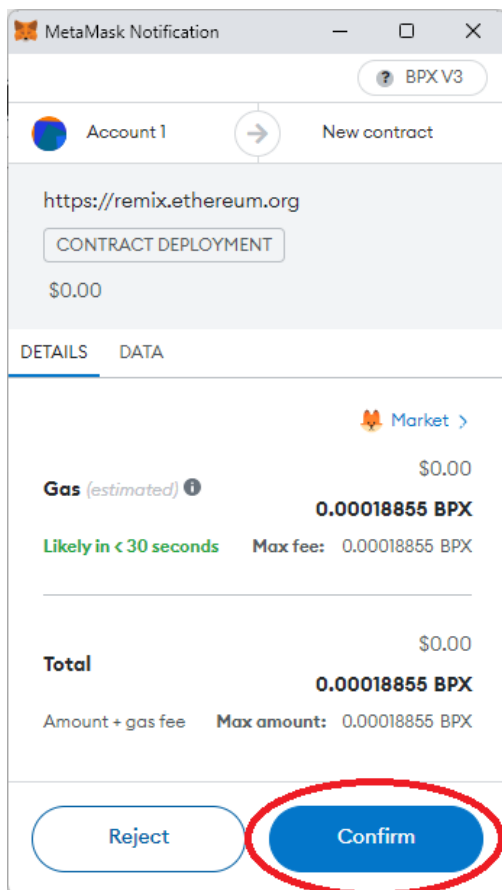 MetaMask Notification
? BPX V3
Account 1 New contract
https://remix.ethereum.org
CONTRACT DEPLOYMENT
$0.00
DETAILS DATA
Market >
$0.00
Gas (estimated)
0.00018855 BPX
Likely in < 30 seconds Max fee: 0.00018855 BPX
$0.00
Total
0.00018855 BPX
Amount + gas fee Max amount: 0.00018855 BPX
Reject Confirm